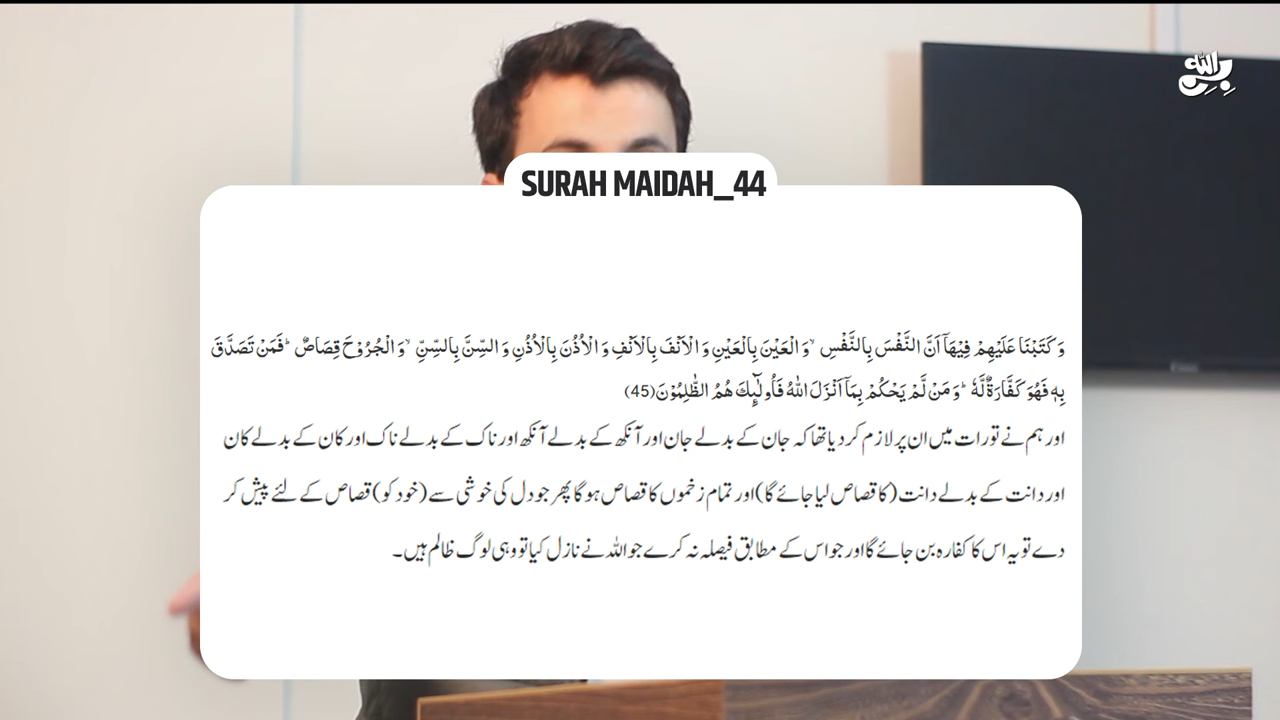 بسم الله
SURAH MAIDAH_44
وَ كَتَبْنَا عَلَیْهِمْ فِیْهَاۤ اَنَّ النَّفْسَ بِالنَّفْسِۙ وَ الْعَیْنَ بِالْعَیْنِ وَ الْاَنْفَ بِالْاَنْفِ وَ الْاُذُنَ بِالْاُذُنِ وَ السِّنَّ بِالسِّنِّۙ وَ الْجُرُوْحَ قِصَاصٌؕ فَمَنْ تَصَدَّقَ
بِهٖ فَهُوَ كَفَّارَةٌ لَّهٗؕ وَ مَنْ لَّمْ یَحْكُمْ بِمَاۤ اَنْزَلَ اللّٰهُ فَاُولٰٓىٕكَ هُمُ الظّٰلِمُوْنَ(45)
اور ہم نے تورات میں ان پر لازم کردیا تھا کہ جان کے بدلے جان اور آنکھ کے بدلے آنکھ اور ناک کے بدلے ناک اور کان کے بدلے کان
اور دانت کے بدلے دانت (کا قصاص لیا جائے گا) اور تمام زخموں کا قصاص ہوگا پھر جو دل کی خوشی سے (خود کو) قصاص کے لئے پیش کر
دے تو یہ اس کا کفارہ بن جائے گا اور جو اس کے مطابق فیصلہ نہ کرے جو اللہ نے نازل کیا تو وہی لوگ ظالم ہیں۔